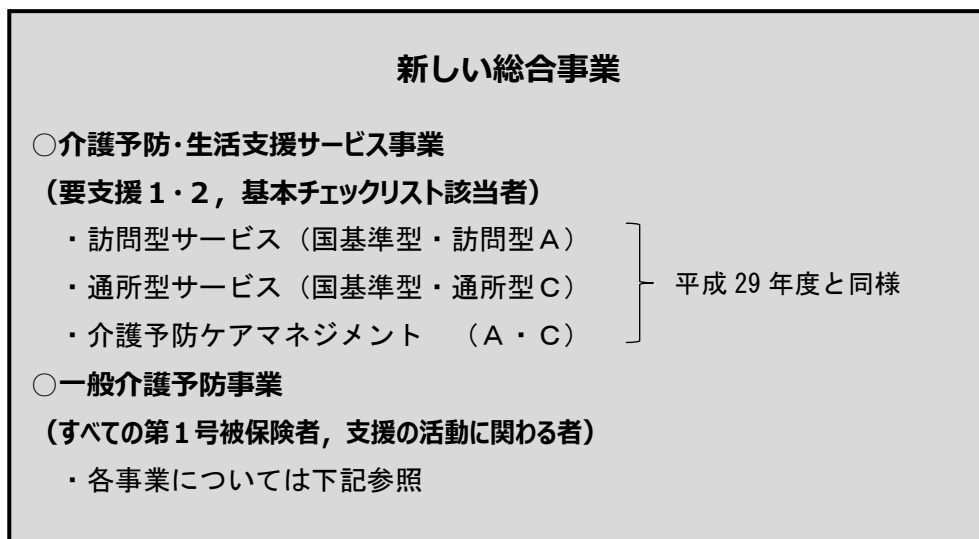 新しい総合事業
○介護予防・生活支援サービス事業
（要支援１・２，基本チェックリスト該当者）
・訪問型サービス（国基準型・訪問型Ａ）
・通所型サービス（国基準型・通所型Ｃ）
・介護予防ケアマネジメント　（Ａ・Ｃ）
平成 29 年度と同様
○一般介護予防事業
（すべての第１号被保険者，支援の活動に関わる者）
・各事業については下記参照